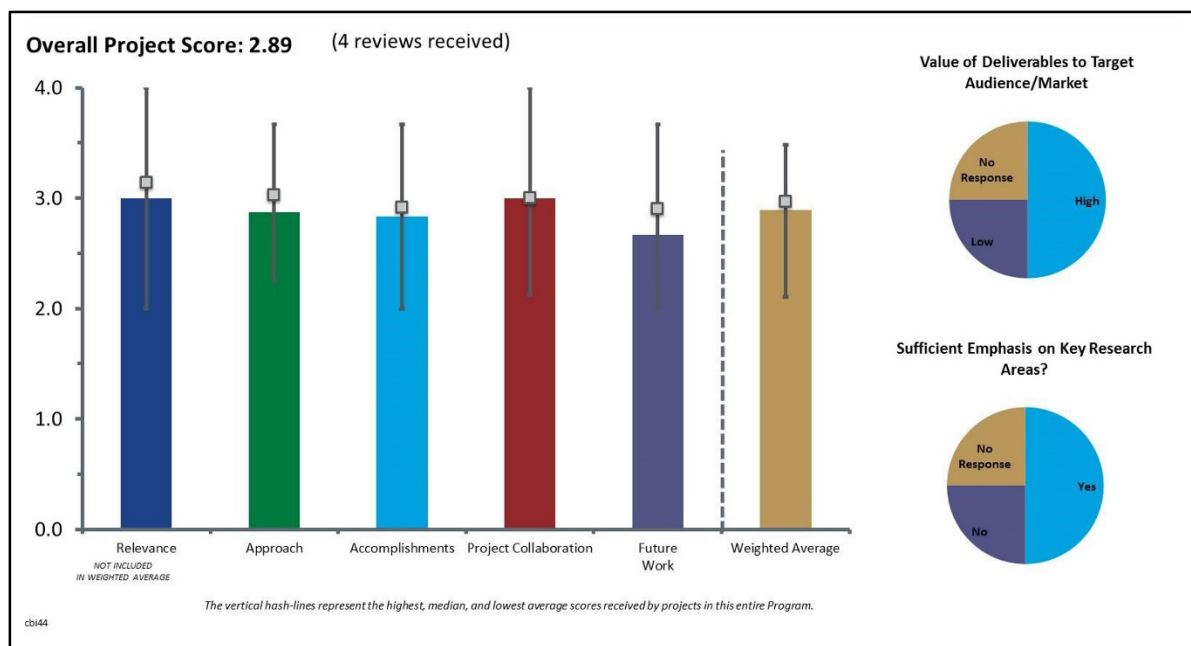 Overall Project Score: 2.89 (4 reviews received)
4.0
3.0
2.0
1.0
0.0
Relevance
NOT INCLUDED
IN WEIGHTED AVERAGE
Approach
Accomplishments
Project Collaboration
Future
Work
Weighted Average
The vertical hash-lines represent the highest, median, and lowest average scores received by projects in this entire Program.
cbi44
Value of Deliverables to Target
Audience/Market
No
Response
High
Low
Sufficient Emphasis on Key Research
Areas?
No
Response
Yes
No